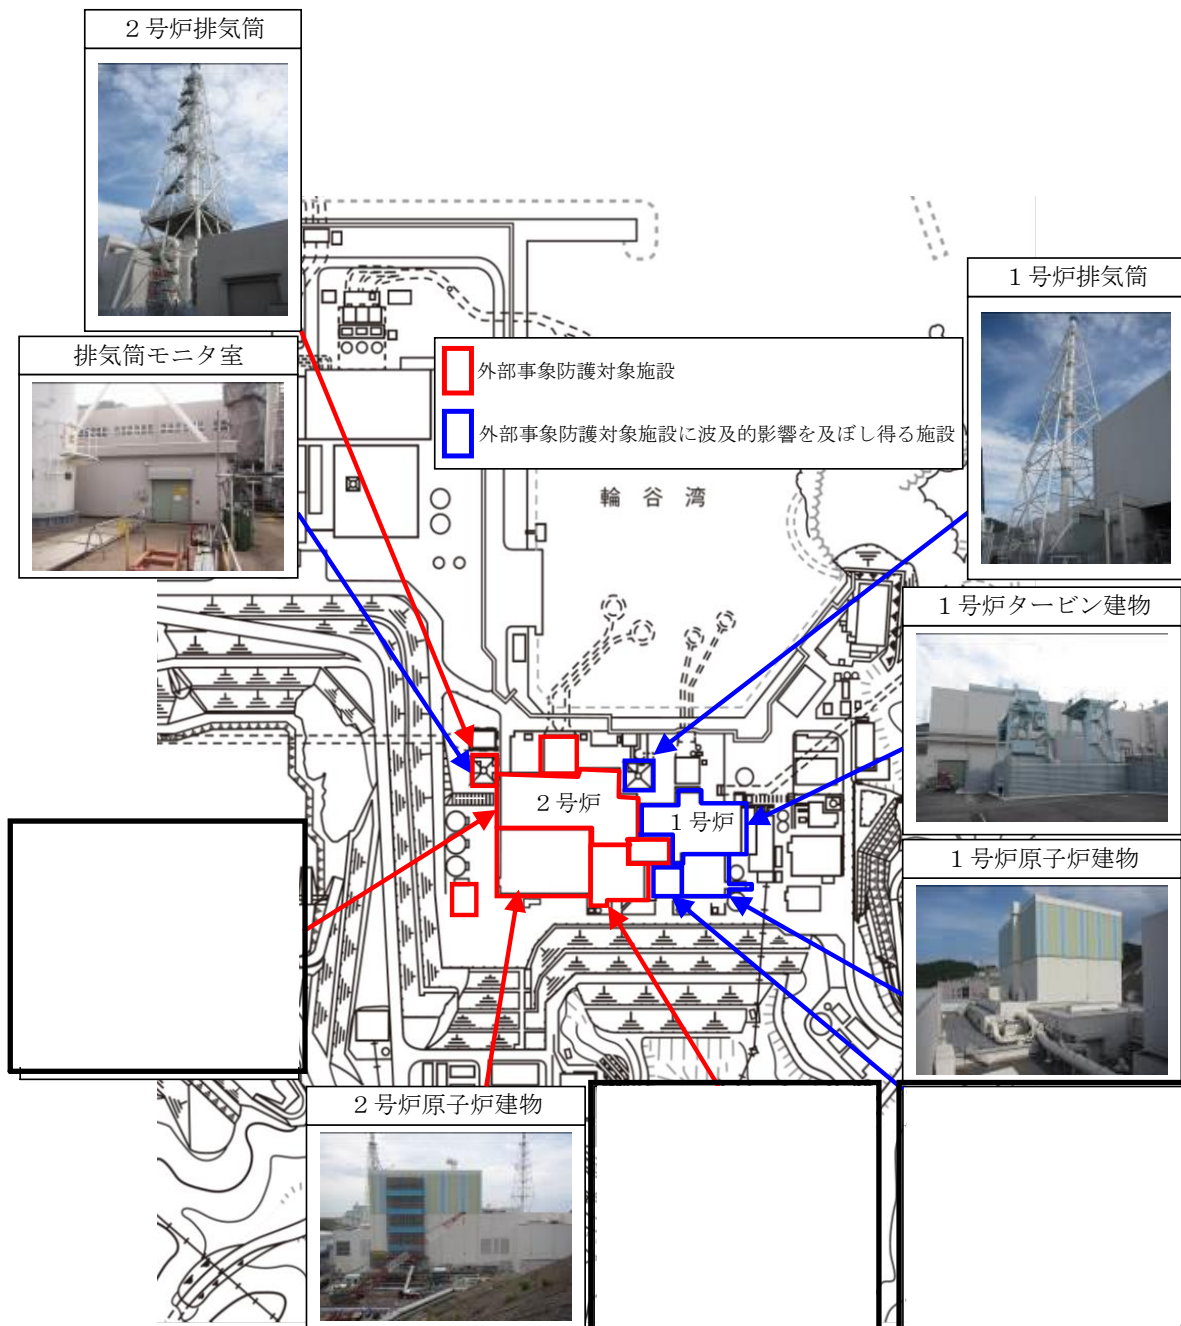 ２号炉排気筒
１号炉排気筒
排気筒モニタ室
外部事象防護対象施設
外部事象防護対象施設に波及的影響を及ぼし得る施設
輪谷湾
１号炉タービン建物
２号炉
１号炉
１号炉原子炉建物
２号炉原子炉建物